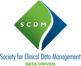 SCDM
Society for Clinical Data Management
DATA DRIVEN